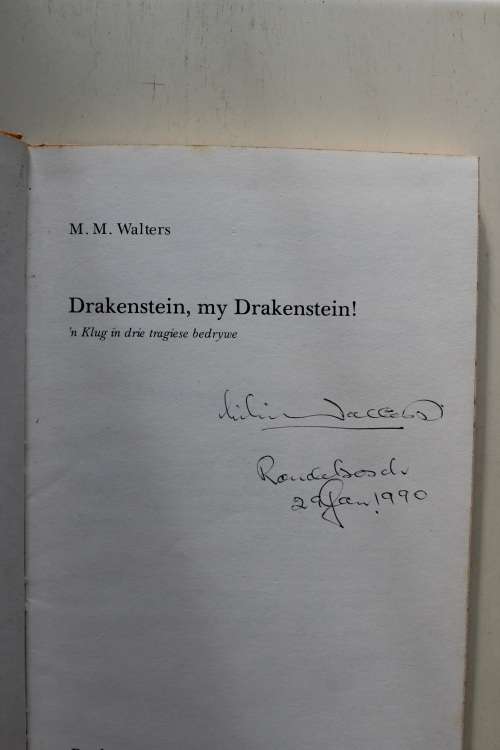 M. M. Walters
Drakenstein, my Drakenstein!
'n Klug in drie tragiese bedrywe
Rondebosch
29 Jan. 1990